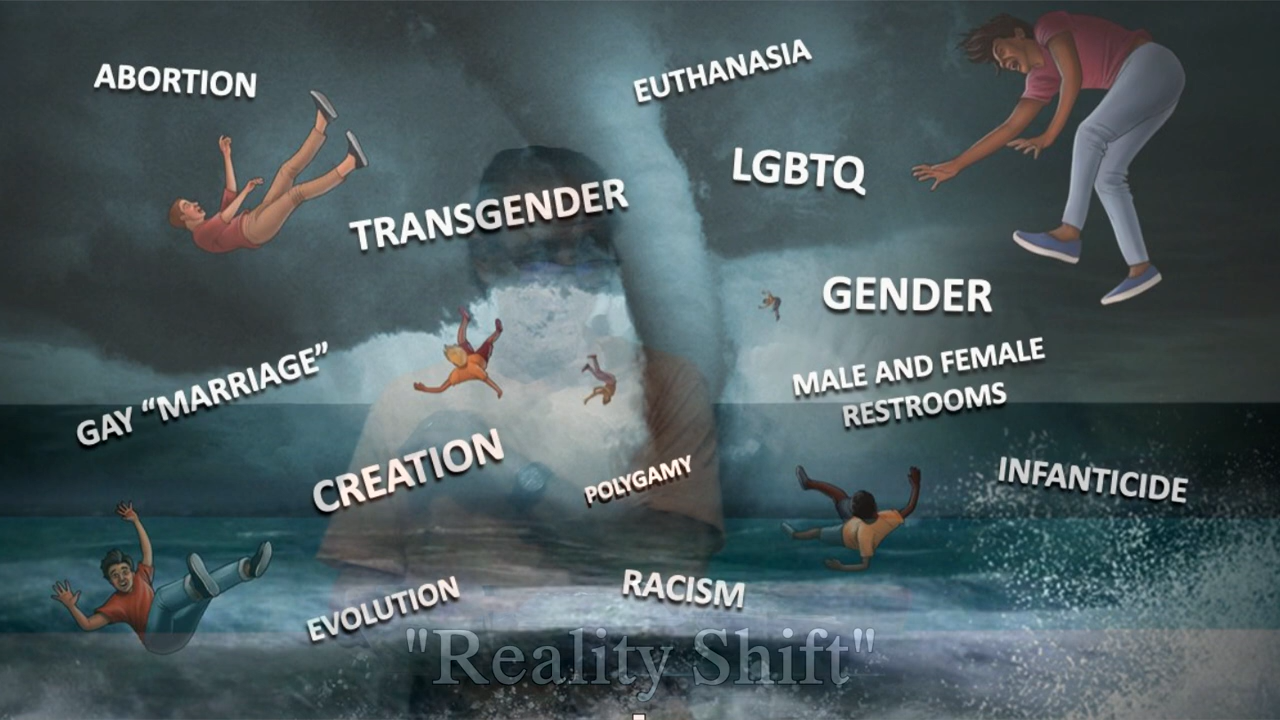 ABORTION
EUTHANASIA
LGBTQ
TRANSGENDER
GENDER
GAY “MARRIAGE”
MALE AND FEMALE
RESTROOMS
CREATION
POLYGAMY
INFANTICIDE
EVOLUTION
RACISM
"Reality Shift"